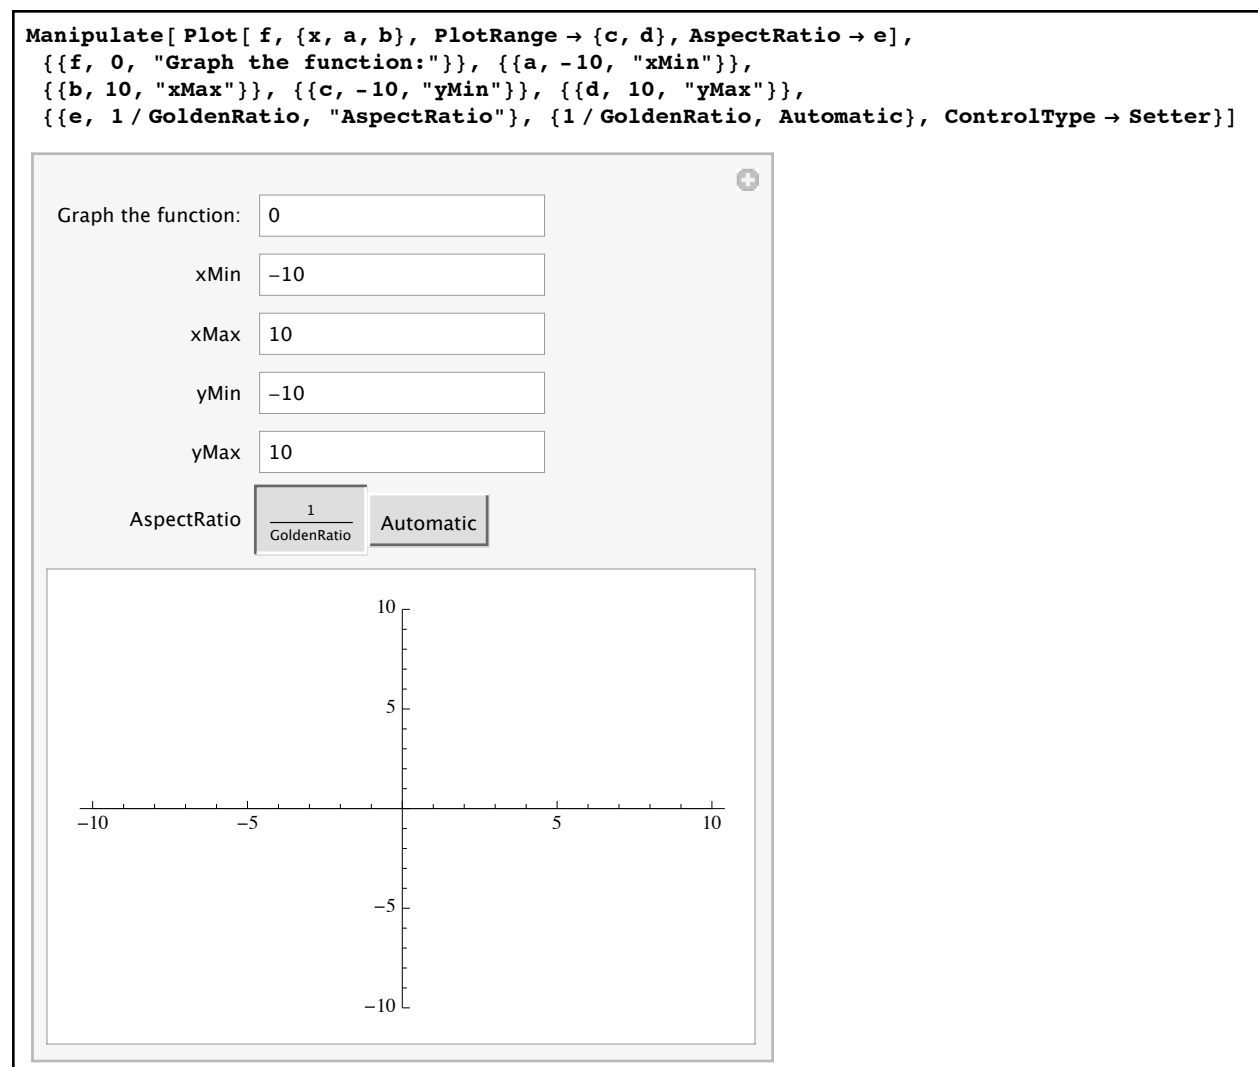 Manipulate[ Plot[ f, {x, a, b}, PlotRange → {c, d}, AspectRatio → e],
{{f, 0, "Graph the function:"}}, {{a, -10, "xMin"}},
{{b, 10, "xMax"}}, {{c, -10, "yMin"}}, {{d, 10, "yMax"}},
{{e, 1 / GoldenRatio, "AspectRatio"}, {1 / GoldenRatio, Automatic}, ControlType → Setter}]
Graph the function: 0
xMin −10
xMax 10
yMin −10
yMax 10
AspectRatio 1/GoldenRatio Automatic
10
5
−10 −5 5 10
−5
−10